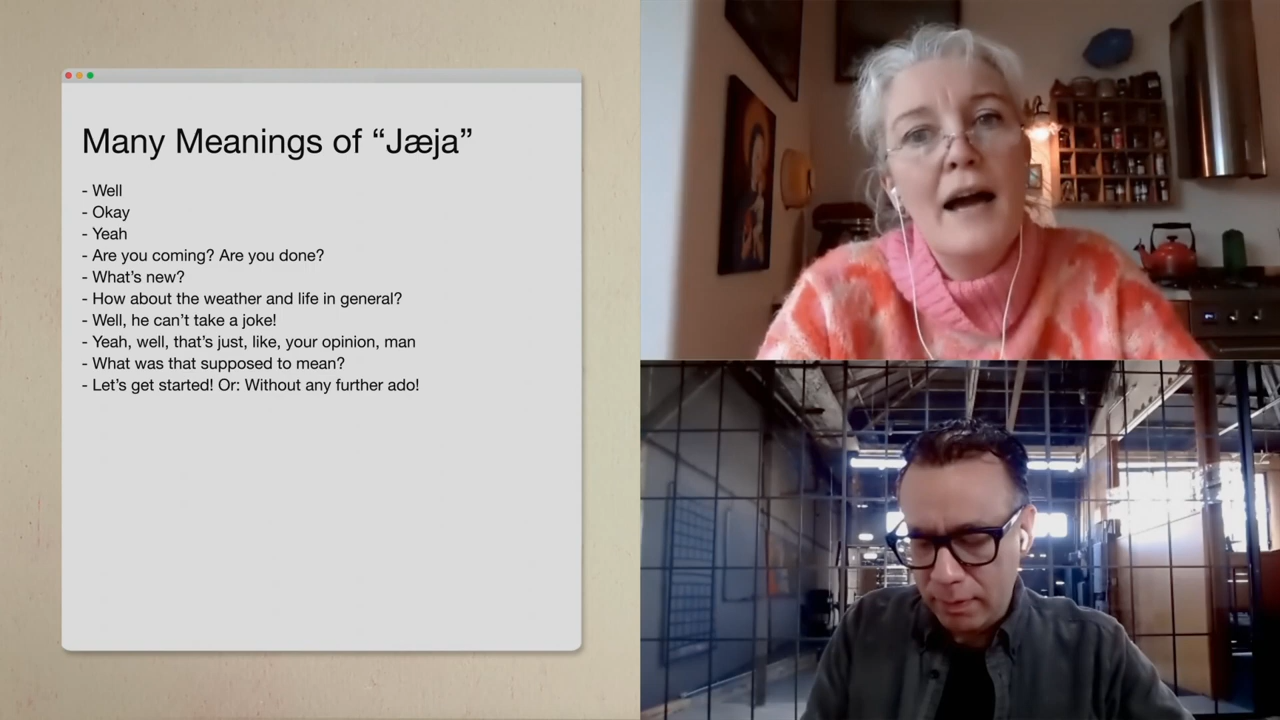 Many Meanings of “Jæja”
- Well
- Okay
- Yeah
- Are you coming? Are you done?
- What’s new?
- How about the weather and life in general?
- Well, he can’t take a joke!
- Yeah, well, that’s just, like, your opinion, man
- What was that supposed to mean?
- Let’s get started! Or: Without any further ado!